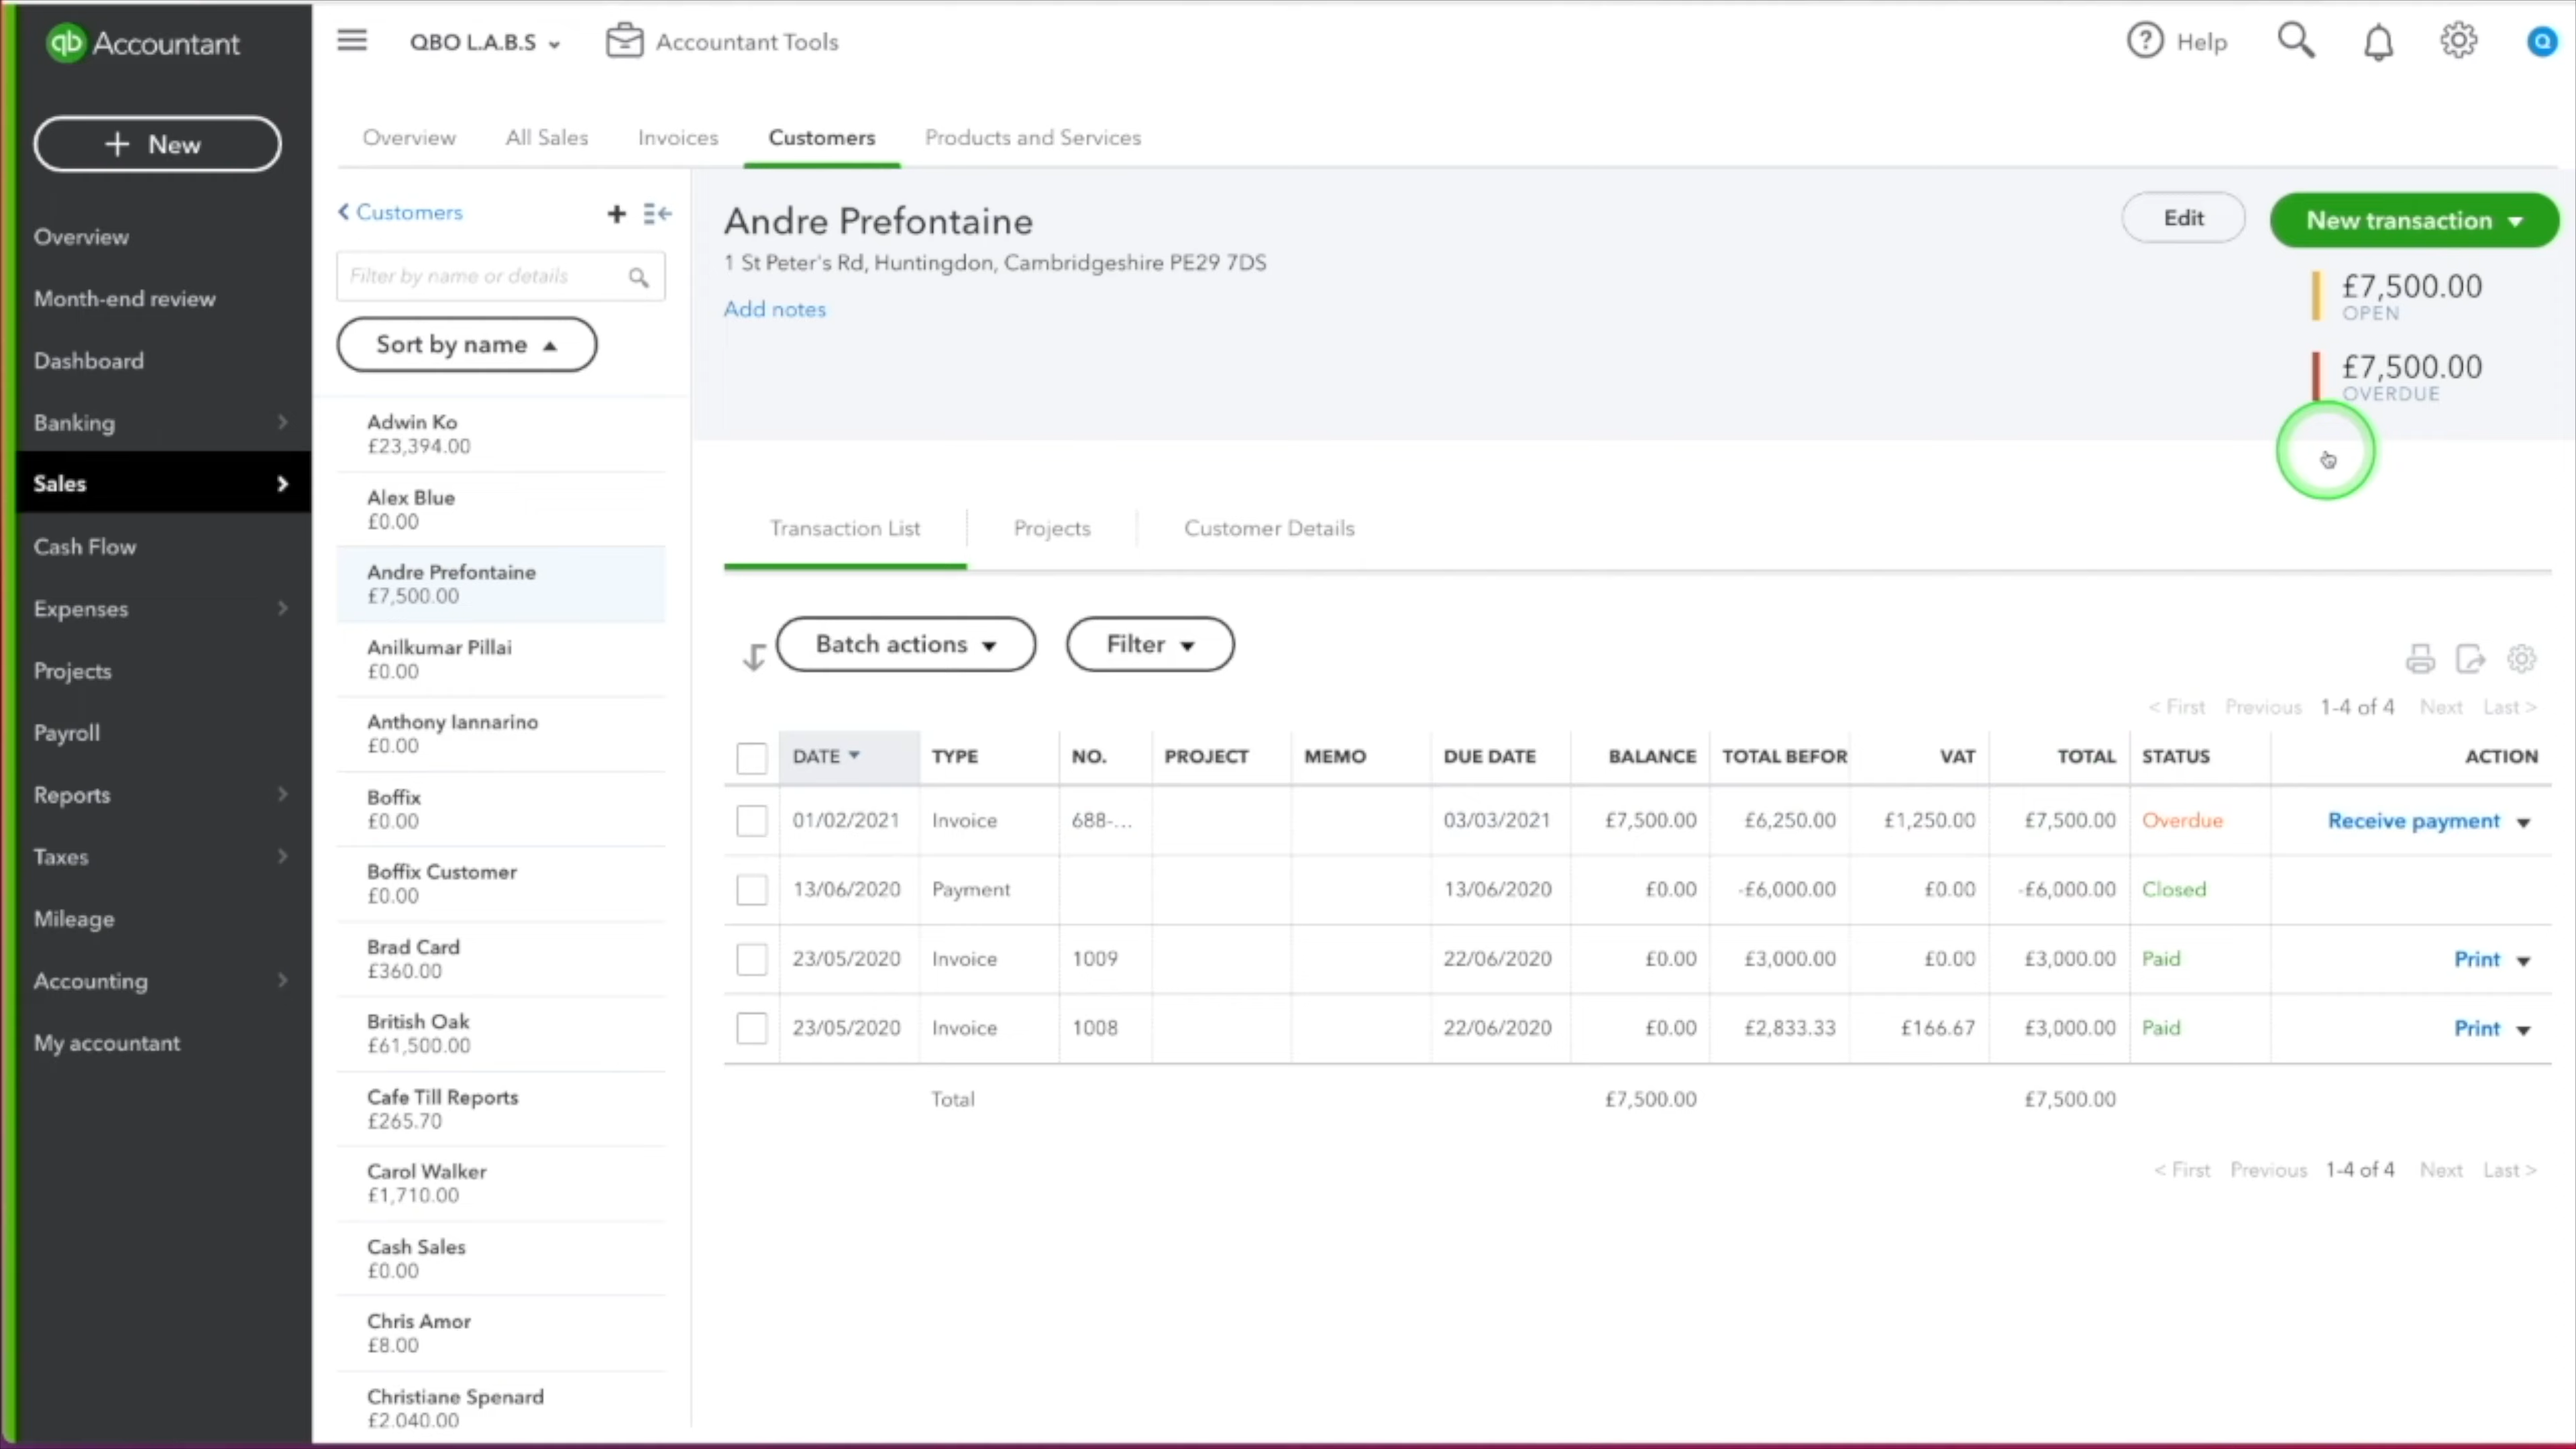 qb Accountant
QBO L.A.B.S
Accountant Tools
Help
+ New
Overview
Month-end review
Dashboard
Banking
Sales
Cash Flow
Expenses
Projects
Payroll
Reports
Taxes
Mileage
Accounting
My accountant
Overview All Sales Invoices Customers Products and Services
< Customers
Filter by name or details
Sort by name
Adwin Ko
£23,394.00
Alex Blue
£0.00
Andre Prefontaine
£7,500.00
Anilkumar Pillai
£0.00
Anthony Iannarino
£0.00
Boffix
£0.00
Boffix Customer
£0.00
Brad Card
£360.00
British Oak
£61,500.00
Cafe Till Reports
£265.70
Carol Walker
£1,710.00
Cash Sales
£0.00
Chris Amor
£8.00
Christiane Spenard
£2,040.00
Andre Prefontaine
1 St Peter's Rd, Huntingdon, Cambridgeshire PE29 7DS
Add notes
Edit
New transaction
£7,500.00
OPEN
£7,500.00
OVERDUE
Transaction List Projects Customer Details
Batch actions Filter
< First Previous 1-4 of 4 Next Last >
DATE TYPE NO. PROJECT MEMO DUE DATE BALANCE TOTAL BEFOR VAT TOTAL STATUS ACTION
01/02/2021 Invoice 688-... 03/03/2021 £7,500.00 £6,250.00 £1,250.00 £7,500.00 Overdue Receive payment
13/06/2020 Payment 13/06/2020 £0.00 -£6,000.00 £0.00 -£6,000.00 Closed
23/05/2020 Invoice 1009 22/06/2020 £0.00 £3,000.00 £0.00 £3,000.00 Paid Print
23/05/2020 Invoice 1008 22/06/2020 £0.00 £2,833.33 £166.67 £3,000.00 Paid Print
Total £7,500.00 £7,500.00
< First Previous 1-4 of 4 Next Last >